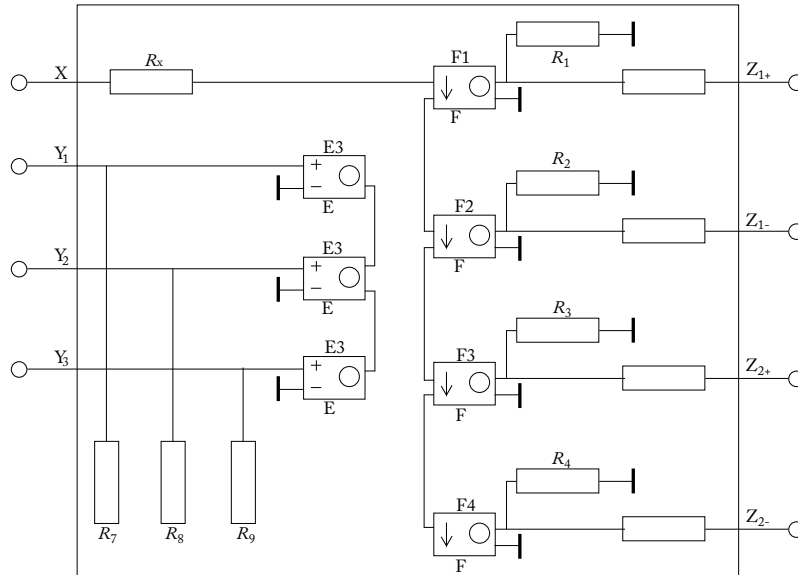 F1
R₁
X
Rx
Z₁₊
F
Y₁
E3
+
−
E
R₂
F2
Z₁₋
F
Y₂
E3
+
−
E
R₃
Y₃
E3
F3
Z₂₊
+
−
E
F
R₄
F4
Z₂₋
R₇
R₈
R₉
F